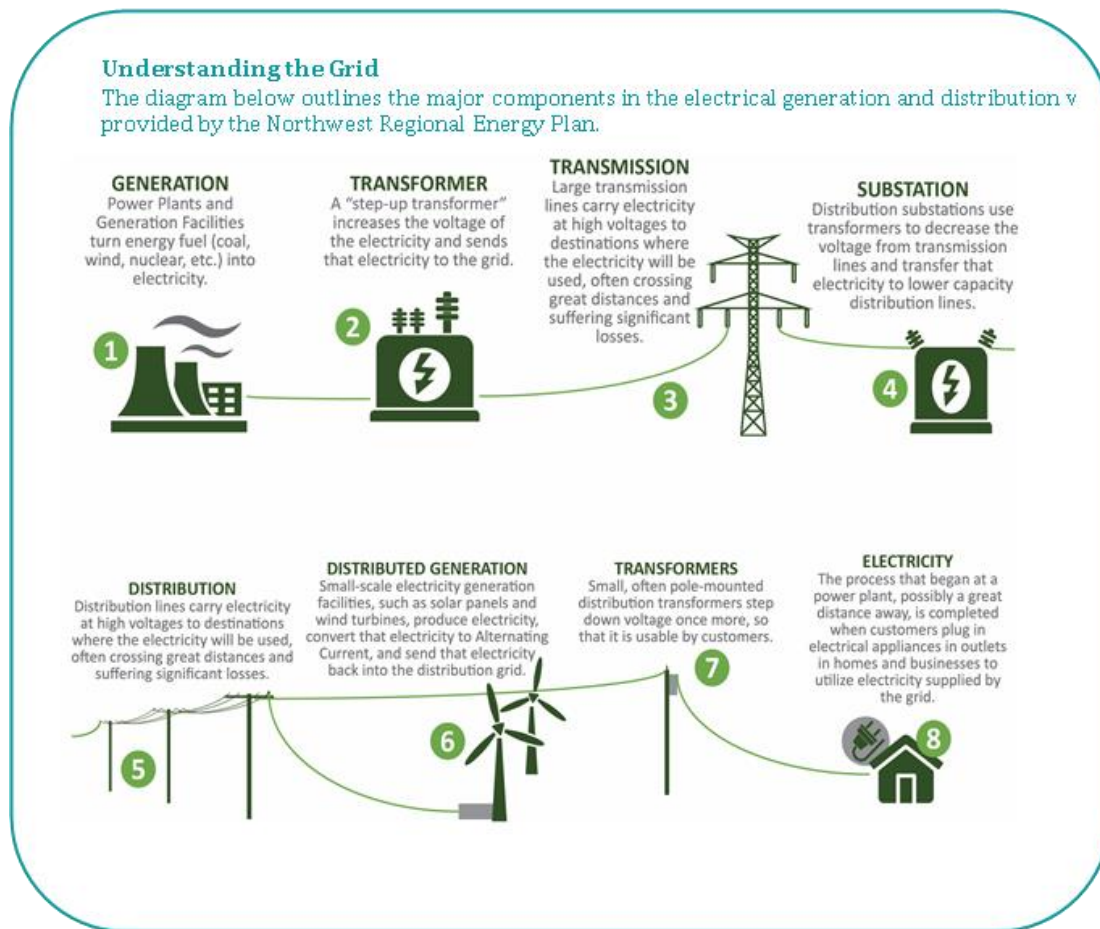 Understanding the Grid
The diagram below outlines the major components in the electrical generation and distribution v
provided by the Northwest Regional Energy Plan.
GENERATION
Power Plants and
Generation Facilities
turn energy fuel (coal,
wind, nuclear, etc.) into
electricity.
1
TRANSFORMER
A “step-up transformer”
increases the voltage of
the electricity and sends
that electricity to the grid.
2
TRANSMISSION
Large transmission
lines carry electricity
at high voltages to
destinations where
the electricity will be
used, often crossing
great distances and
suffering significant
losses.
3
SUBSTATION
Distribution substations use
transformers to decrease the
voltage from transmission
lines and transfer that
electricity to lower capacity
distribution lines.
4
DISTRIBUTION
Distribution lines carry electricity
at high voltages to destinations
where the electricity will be used,
often crossing great distances and
suffering significant losses.
5
DISTRIBUTED GENERATION
Small-scale electricity generation
facilities, such as solar panels and
wind turbines, produce electricity,
convert that electricity to Alternating
Current, and send that electricity
back into the distribution grid.
6
TRANSFORMERS
Small, often pole-mounted
distribution transformers step
down voltage once more, so
that it is usable by customers.
7
ELECTRICITY
The process that began at a
power plant, possibly a great
distance away, is completed
when customers plug in
electrical appliances in outlets
in homes and businesses to
utilize electricity supplied by
the grid.
8